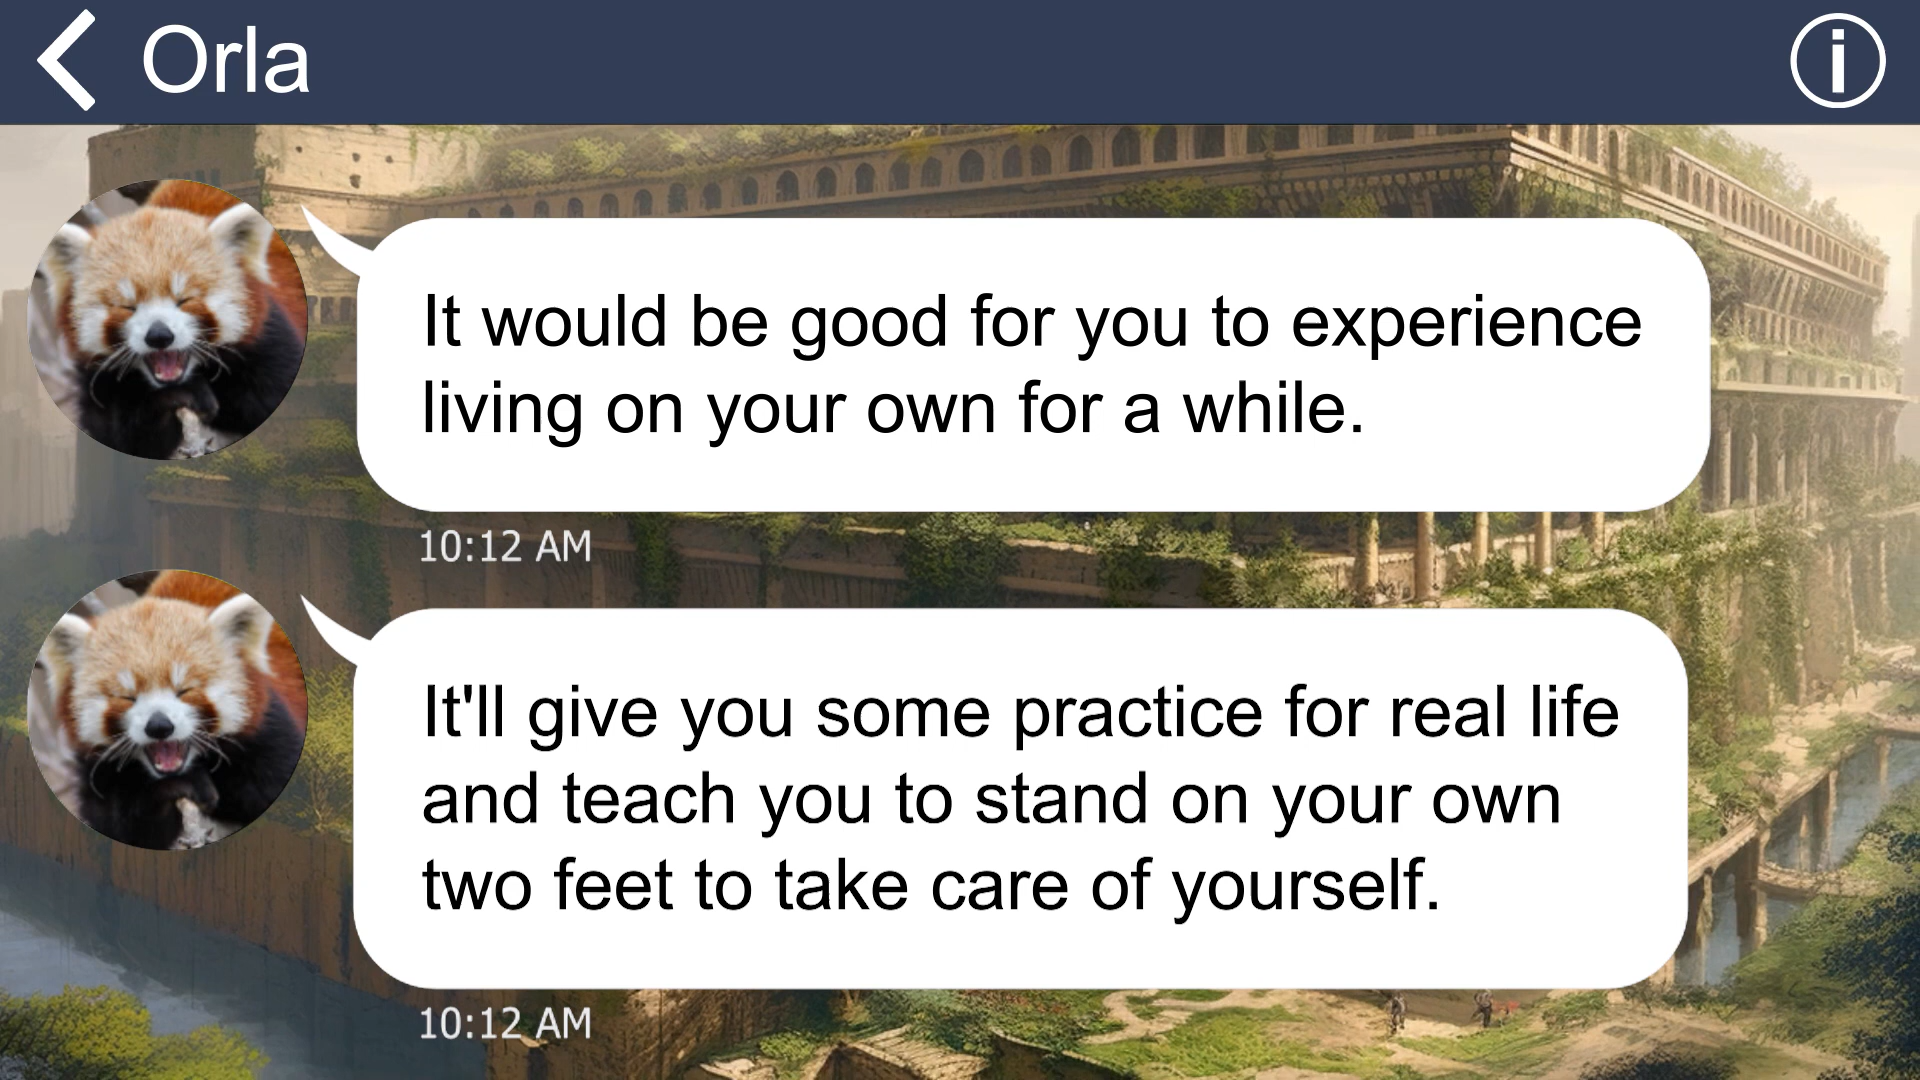 Orla
It would be good for you to experience
living on your own for a while.
10:12 AM
It'll give you some practice for real life
and teach you to stand on your own
two feet to take care of yourself.
10:12 AM